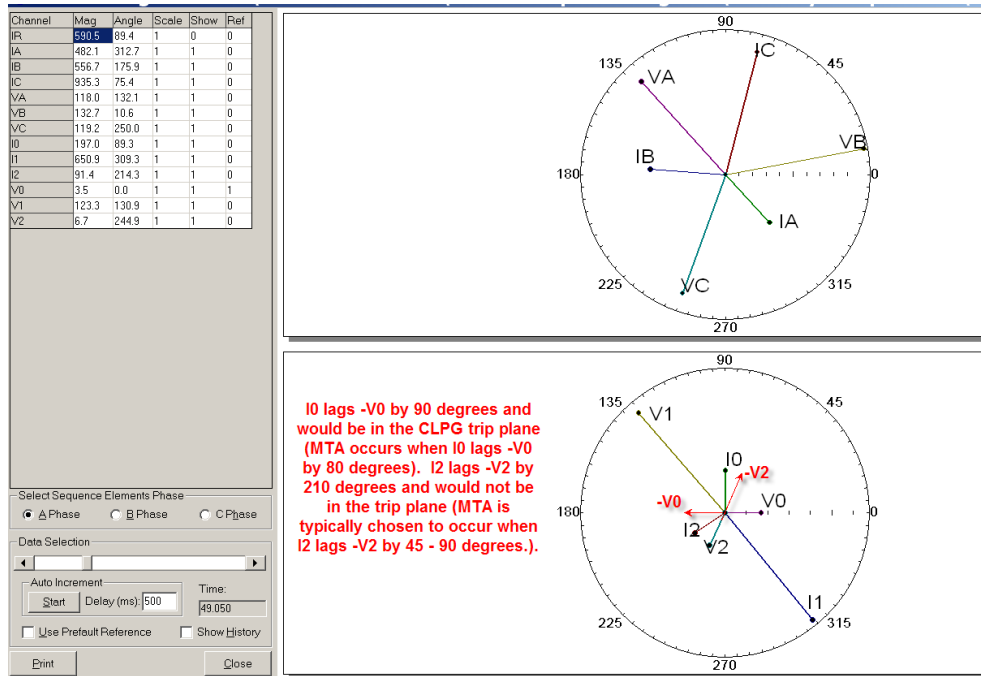 Channel Mag Angle Scale Show Ref
IR 590.5 89.4 1 0 0
IA 482.1 312.7 1 1 0
IB 556.7 175.9 1 1 0
IC 935.3 75.4 1 1 0
VA 118.0 132.1 1 1 0
VB 132.7 10.6 1 1 0
VC 119.2 250.0 1 1 0
I0 197.0 89.3 1 1 0
I1 650.9 309.3 1 1 0
I2 91.4 214.3 1 1 0
V0 3.5 0.0 1 1 1
V1 123.3 130.9 1 1 0
V2 6.7 244.9 1 1 0
Select Sequence Elements Phase
A Phase B Phase C Phase
Data Selection
Auto Increment
Start Delay (ms): 500
Time:
49.050
Use Prefault Reference Show History
Print Close
90
135 45
IC
VA
VB
IB
180 0
IA
225 315
VC
270
90
135 45
V1
I0
-V2
-V0 V0
180 0
I2
V2
I1
225 315
270
I0 lags -V0 by 90 degrees and
would be in the CLPG trip plane
(MTA occurs when I0 lags -V0
by 80 degrees). I2 lags -V2 by
210 degrees and would not be
in the trip plane (MTA is
typically chosen to occur when
I2 lags -V2 by 45 - 90 degrees.).